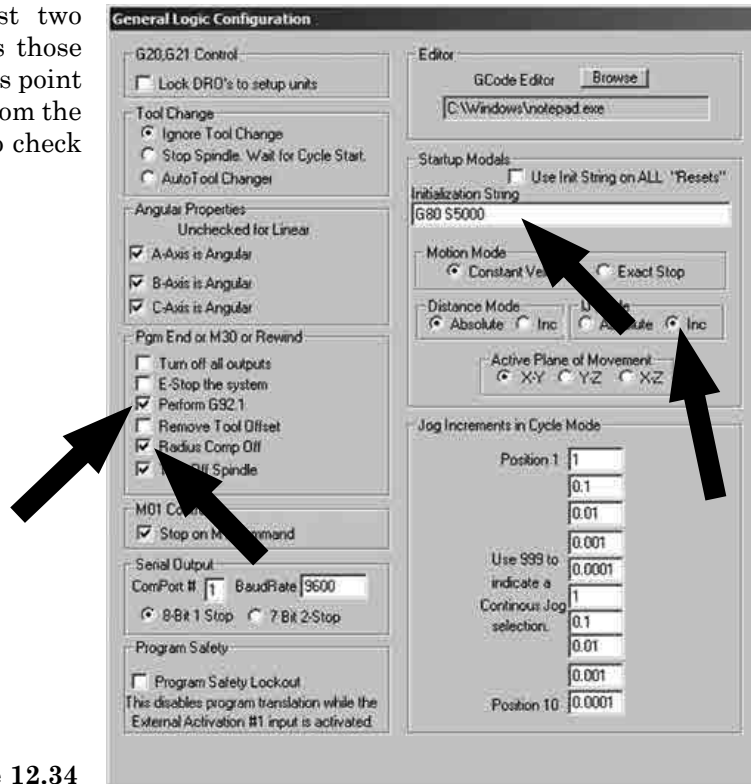 st two
s those
s point
om the
o check
General Logic Configuration
G20,G21 Control
Lock DRO's to setup units
Tool Change
Ignore Tool Change
Stop Spindle. Wait for Cycle Start.
AutoTool Changer
Angular Properties
Unchecked for Linear
A-Axis is Angular
B-Axis is Angular
C-Axis is Angular
Pgm End or M30 or Rewind
Turn off all outputs
E-Stop the system
Perform G92.1
Remove Tool Offset
Radius Comp Off
Off Spindle
M01
Stop on
Serial Output
ComPort # 1 BaudRate 9600
8-Bit 1 Stop 7 Bit 2-Stop
Program Safety
Program Safety Lockout
This disables program translation while the
External Activation #1 input is activated.
Editor
GCode Editor Browse
C:\Windows\notepad.exe
Startup Modals
Use Init String on ALL "Resets"
Initialization String
G80 S5000
Motion Mode
Constant Exact Stop
Distance Mode
Absolute Inc Inc
Active Plane of Movement
X-Y Y-Z X-Z
Jog Increments in Cycle Mode
Position 1 1
0.1
0.01
0.001
Use 999 to 0.0001
indicate a
Continous Jog 1
selection. 0.1
0.01
0.001
Position 10 0.0001
12.34